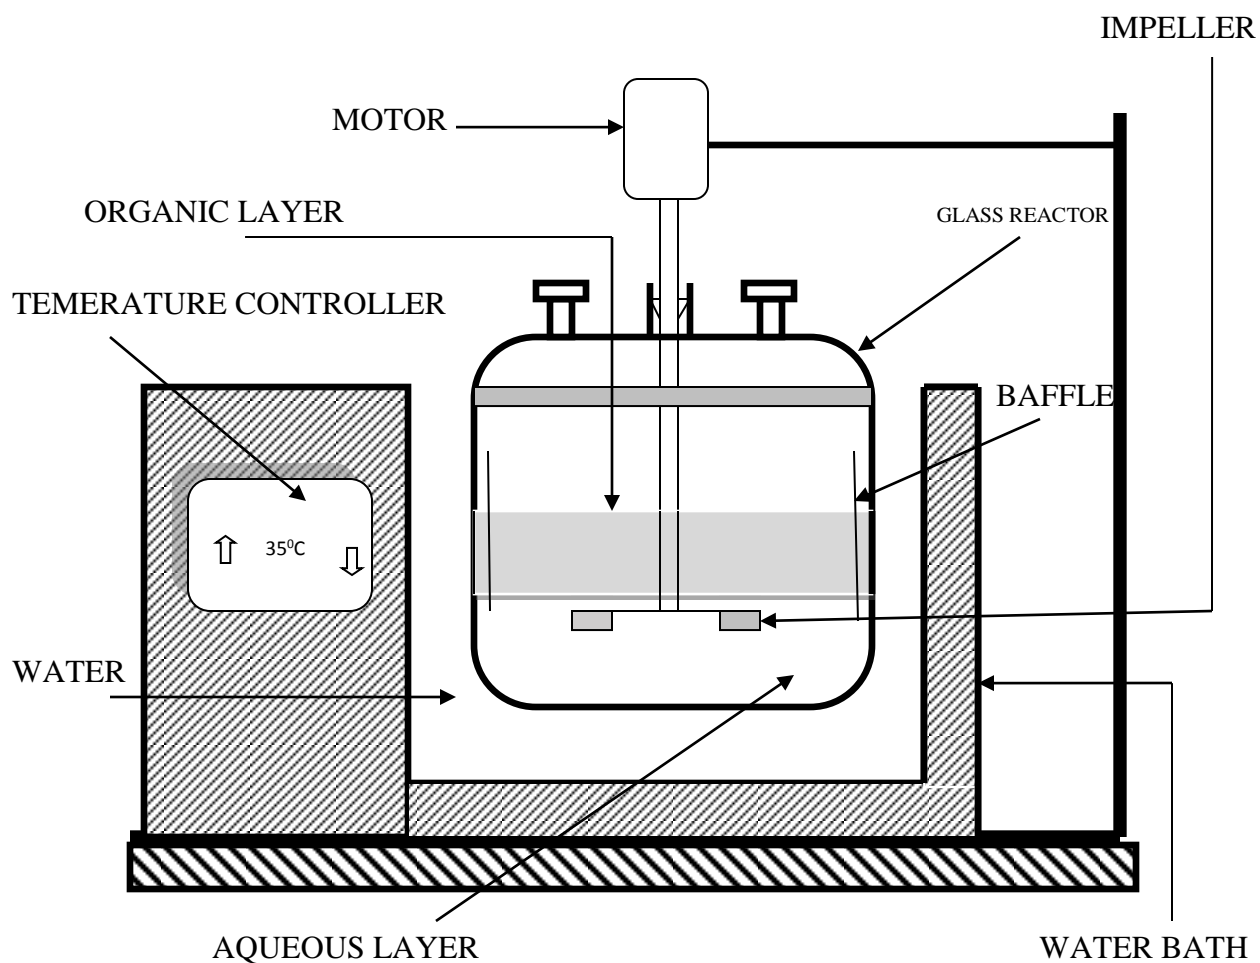 IMPELLER
MOTOR
ORGANIC LAYER
GLASS REACTOR
TEMERATURE CONTROLLER
BAFFLE
35⁰C
WATER
AQUEOUS LAYER
WATER BATH